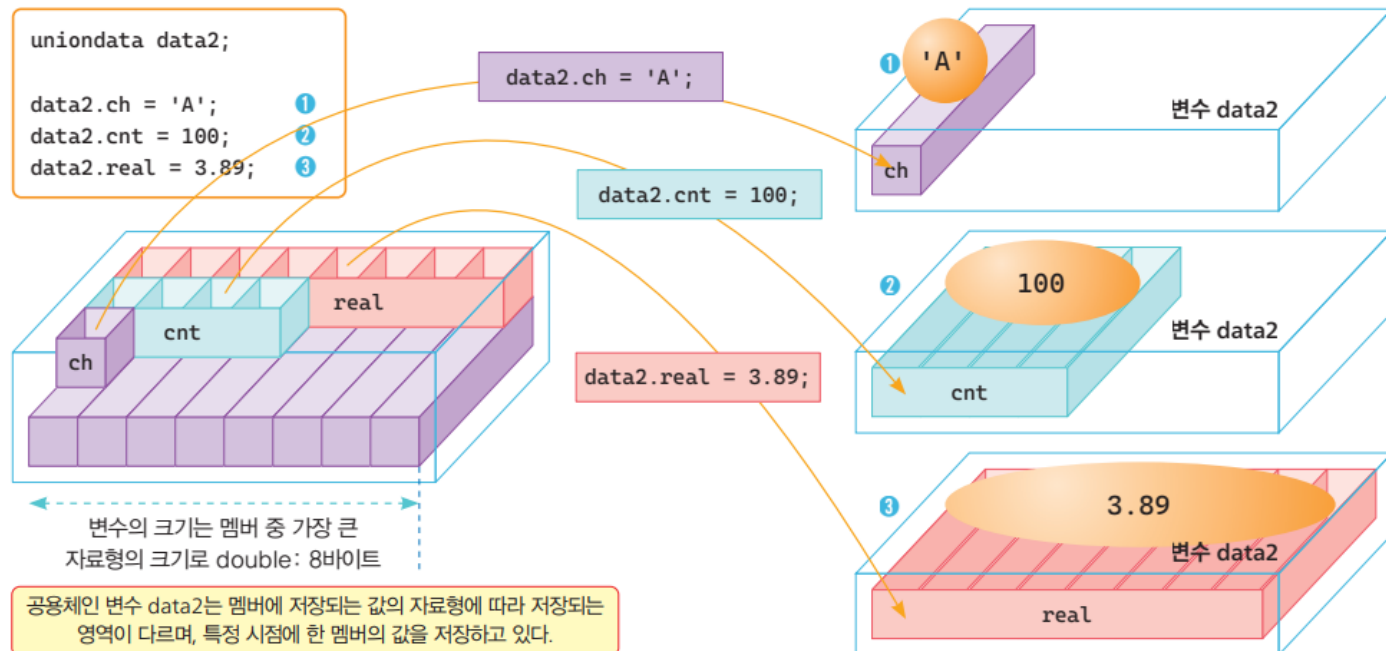 uniondata data2;
data2.ch = 'A'; ❶
data2.cnt = 100; ❷
data2.real = 3.89; ❸
data2.ch = 'A';
data2.cnt = 100;
data2.real = 3.89;
real
cnt
ch
변수의 크기는 멤버 중 가장 큰
자료형의 크기로 double: 8바이트
공용체인 변수 data2는 멤버에 저장되는 값의 자료형에 따라 저장되는
영역이 다르며, 특정 시점에 한 멤버의 값을 저장하고 있다.
❶ 'A'
변수 data2
ch
❷ 100
변수 data2
cnt
❸ 3.89
변수 data2
real